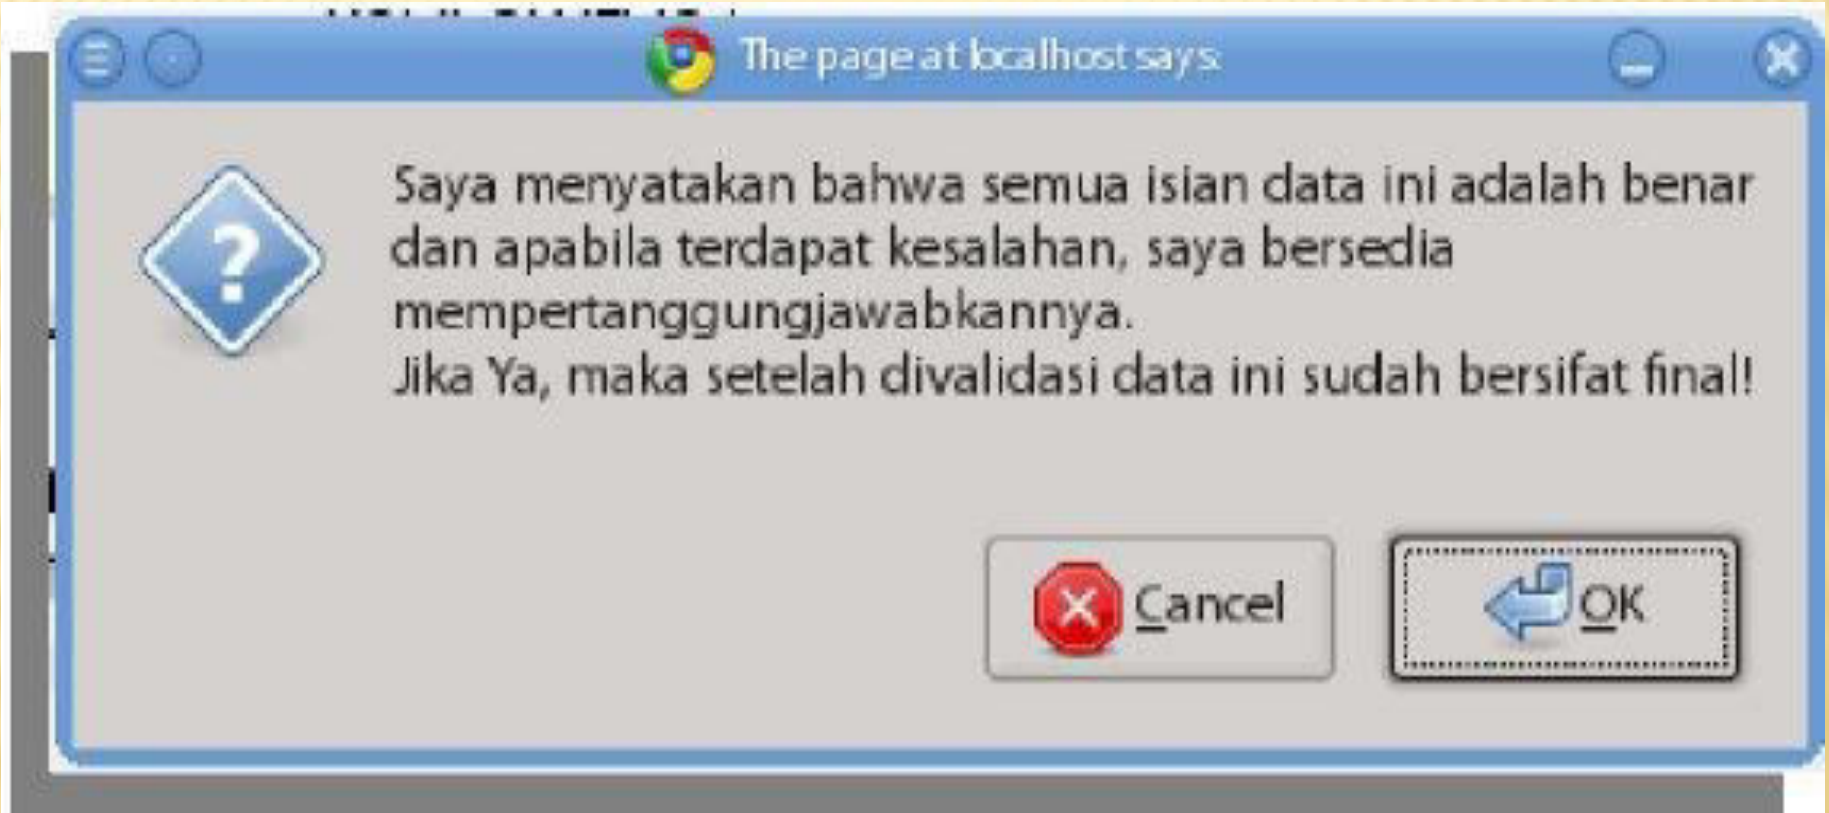 The page at localhost says:
Saya menyatakan bahwa semua isian data ini adalah benar
dan apabila terdapat kesalahan, saya bersedia
mempertanggungjawabkannya.
Jika Ya, maka setelah divalidasi data ini sudah bersifat final!
Cancel
OK